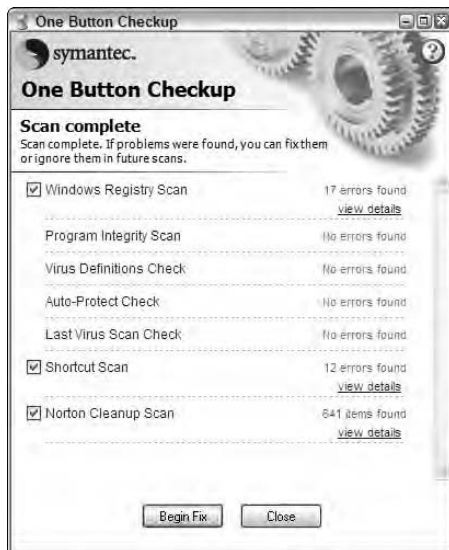 One Button Checkup
symantec.
One Button Checkup
Scan complete
Scan complete. If problems were found, you can fix them
or ignore them in future scans.
Windows Registry Scan 17 errors found
view details
Program Integrity Scan No errors found
Virus Definitions Check No errors found
Auto-Protect Check No errors found
Last Virus Scan Check No errors found
Shortcut Scan 12 errors found
view details
Norton Cleanup Scan 641 items found
view details
Begin Fix Close